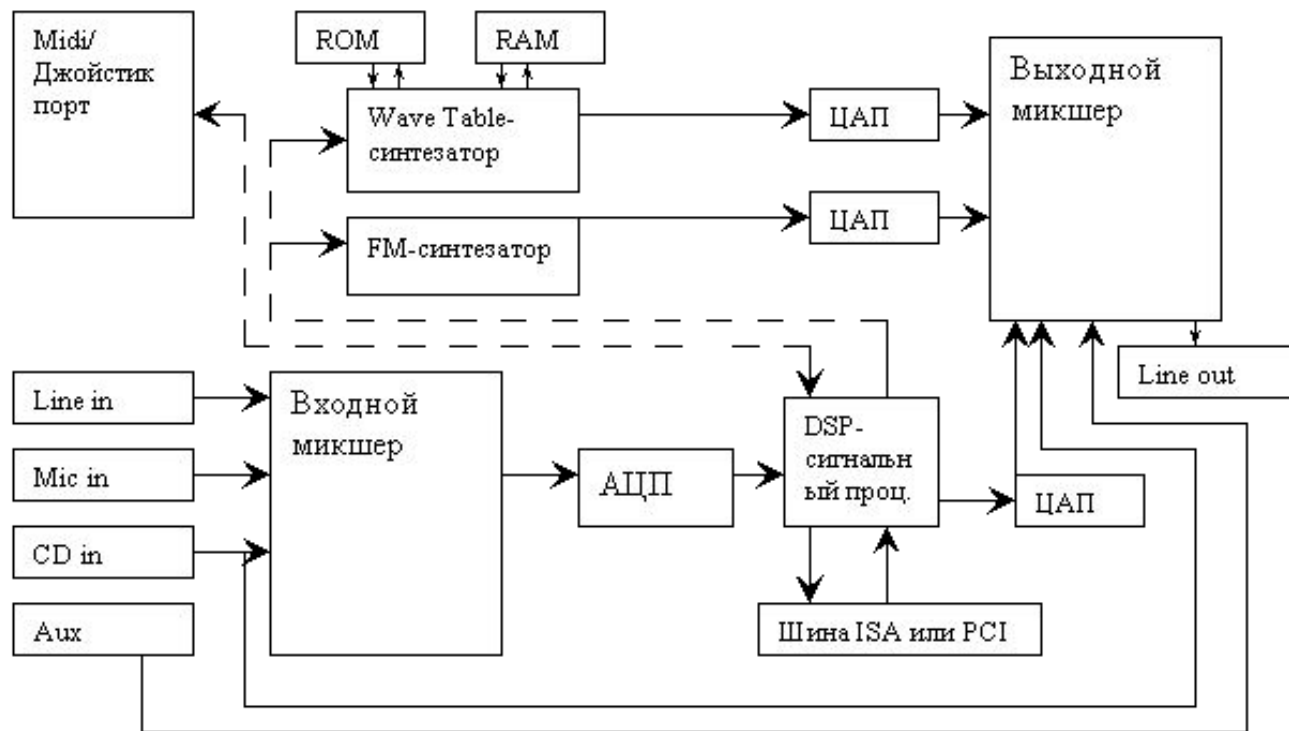 Midi/
Джойстик
порт
ROM
RAM
Wave Table-
синтезатор
ЦАП
Выходной
микшер
FM-синтезатор
ЦАП
Line in
Входной
микшер
Line out
DSP-
сигнальн
ый проц.
Mic in
АЦП
ЦАП
CD in
Aux
Шина ISA или PCI